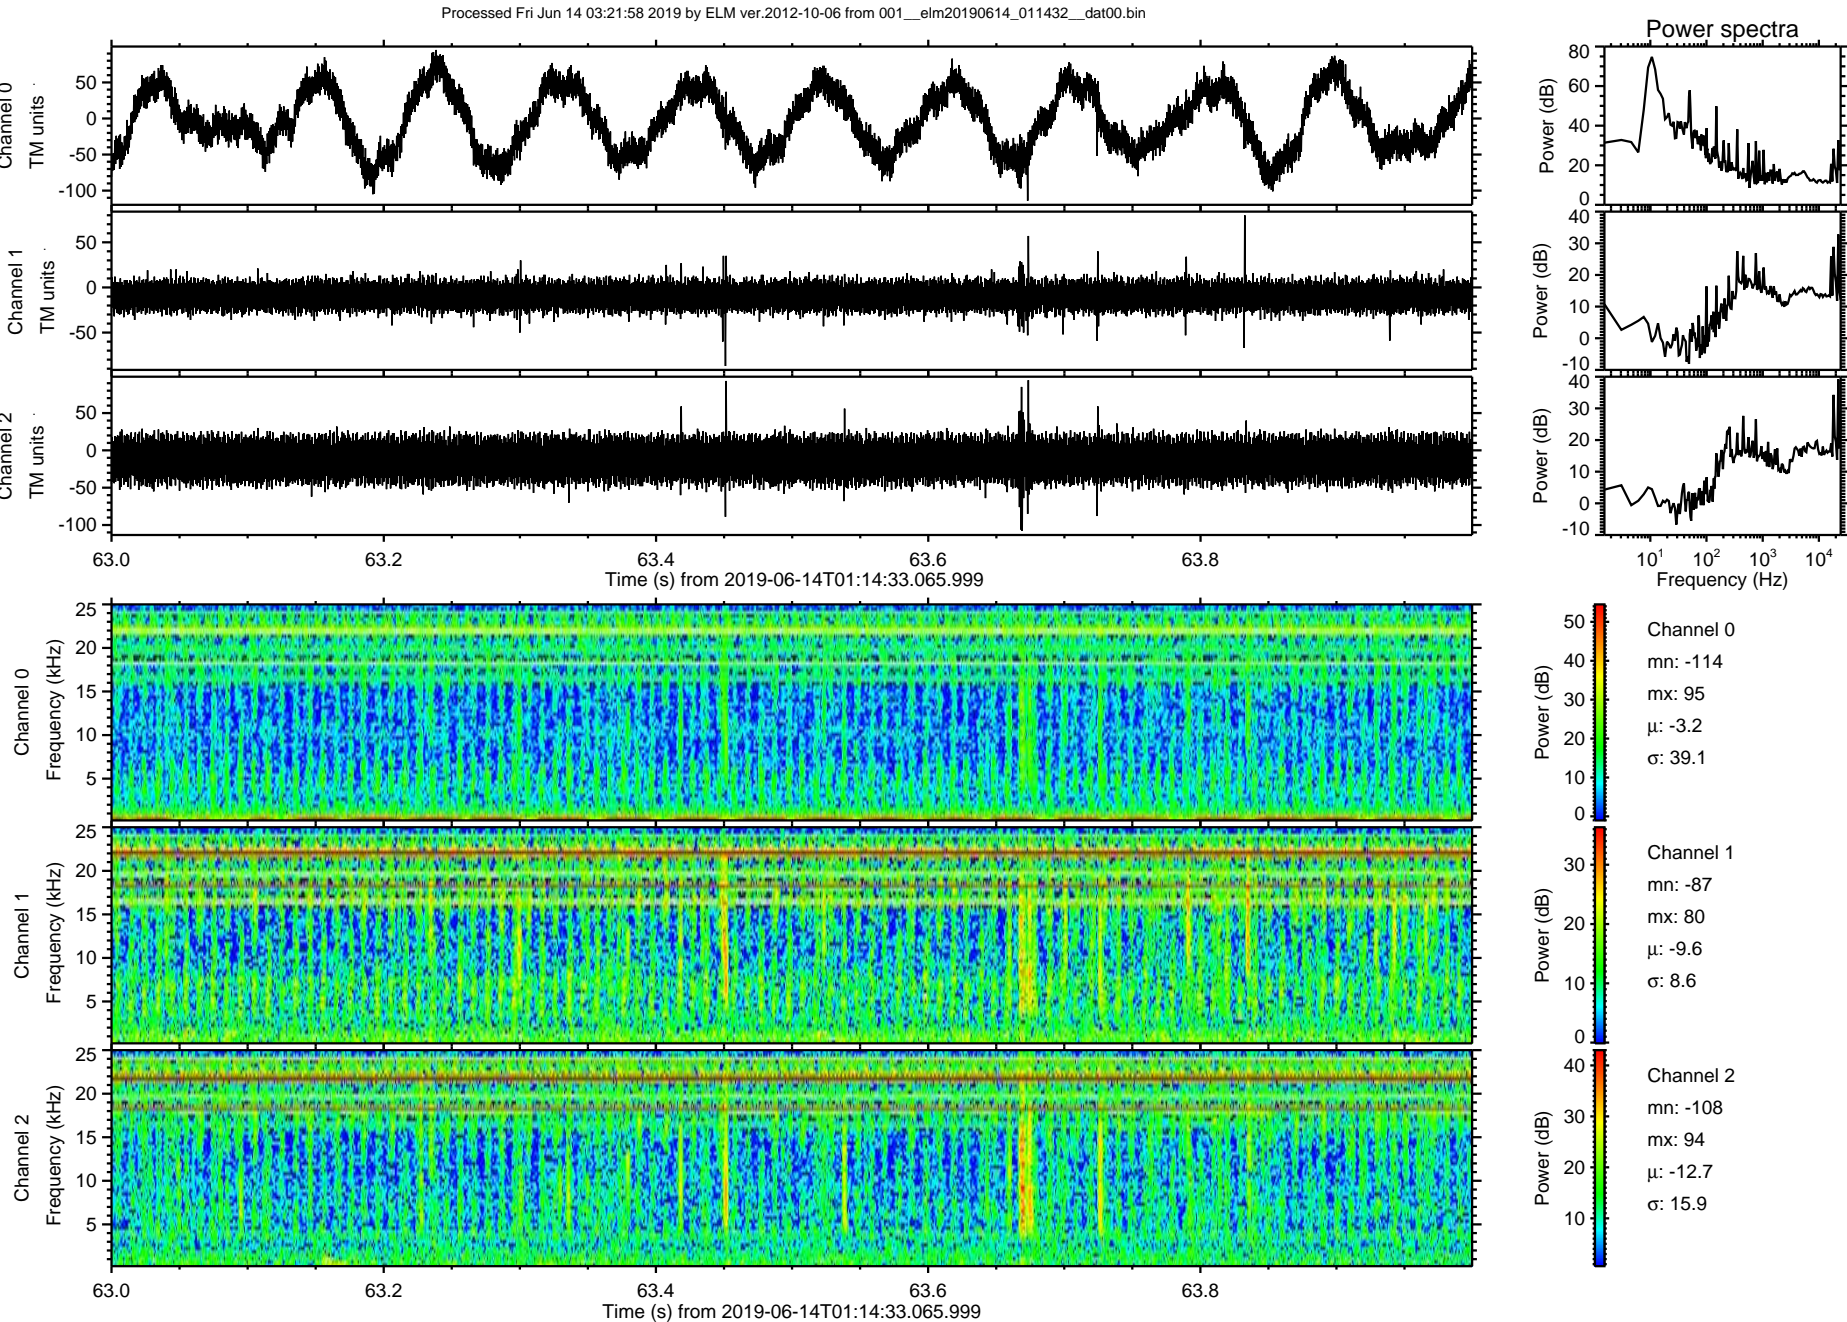 Processed Fri Jun 14 03:21:58 2019 by ELM ver.2012-10-06 from 001__elm20190614_011432__dat00.bin
Power spectra
Channel 0
TM units
50
0
-50
-100
Power (dB)
80
60
40
20
0
Channel 1
TM units
50
0
-50
Power (dB)
40
30
20
10
0
-10
Channel 2
TM units
50
0
-50
-100
Power (dB)
40
30
20
10
0
-10
63.0 63.2 63.4 63.6 63.8
Time (s) from 2019-06-14T01:14:33.065.999
10^1 10^2 10^3 10^4
Frequency (Hz)
Channel 0
Frequency (kHz)
25
20
15
10
5
Power (dB)
50
40
30
20
10
0
Channel 0
mn: -114
mx: 95
μ: -3.2
σ: 39.1
Channel 1
Frequency (kHz)
25
20
15
10
5
Power (dB)
30
20
10
0
Channel 1
mn: -87
mx: 80
μ: -9.6
σ: 8.6
Channel 2
Frequency (kHz)
25
20
15
10
5
Power (dB)
40
30
20
10
Channel 2
mn: -108
mx: 94
μ: -12.7
σ: 15.9
63.0 63.2 63.4 63.6 63.8
Time (s) from 2019-06-14T01:14:33.065.999